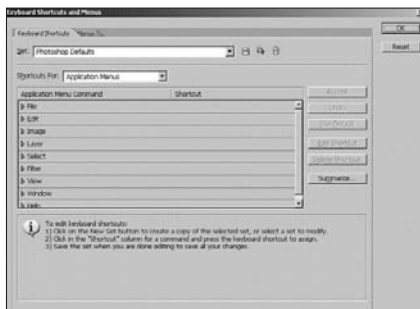 Keyboard Shortcuts and Menus
Keyboard Shortcuts
OK
Reset
Set: Photoshop Defaults
Shortcuts For: Application Menus
Application Menu Command Shortcut
File
Edit
Image
Layer
Select
Filter
View
Window
Help
Accept
Undo
Use Default
Add Shortcut
Delete Shortcut
Summarize...
To edit keyboard shortcuts:
1) Click on the New Set button to create a copy of the selected set, or select a set to modify.
2) Click in the "Shortcut" column for a command and press the keyboard shortcut to assign.
3) Save the set when you are done editing to save all your changes.